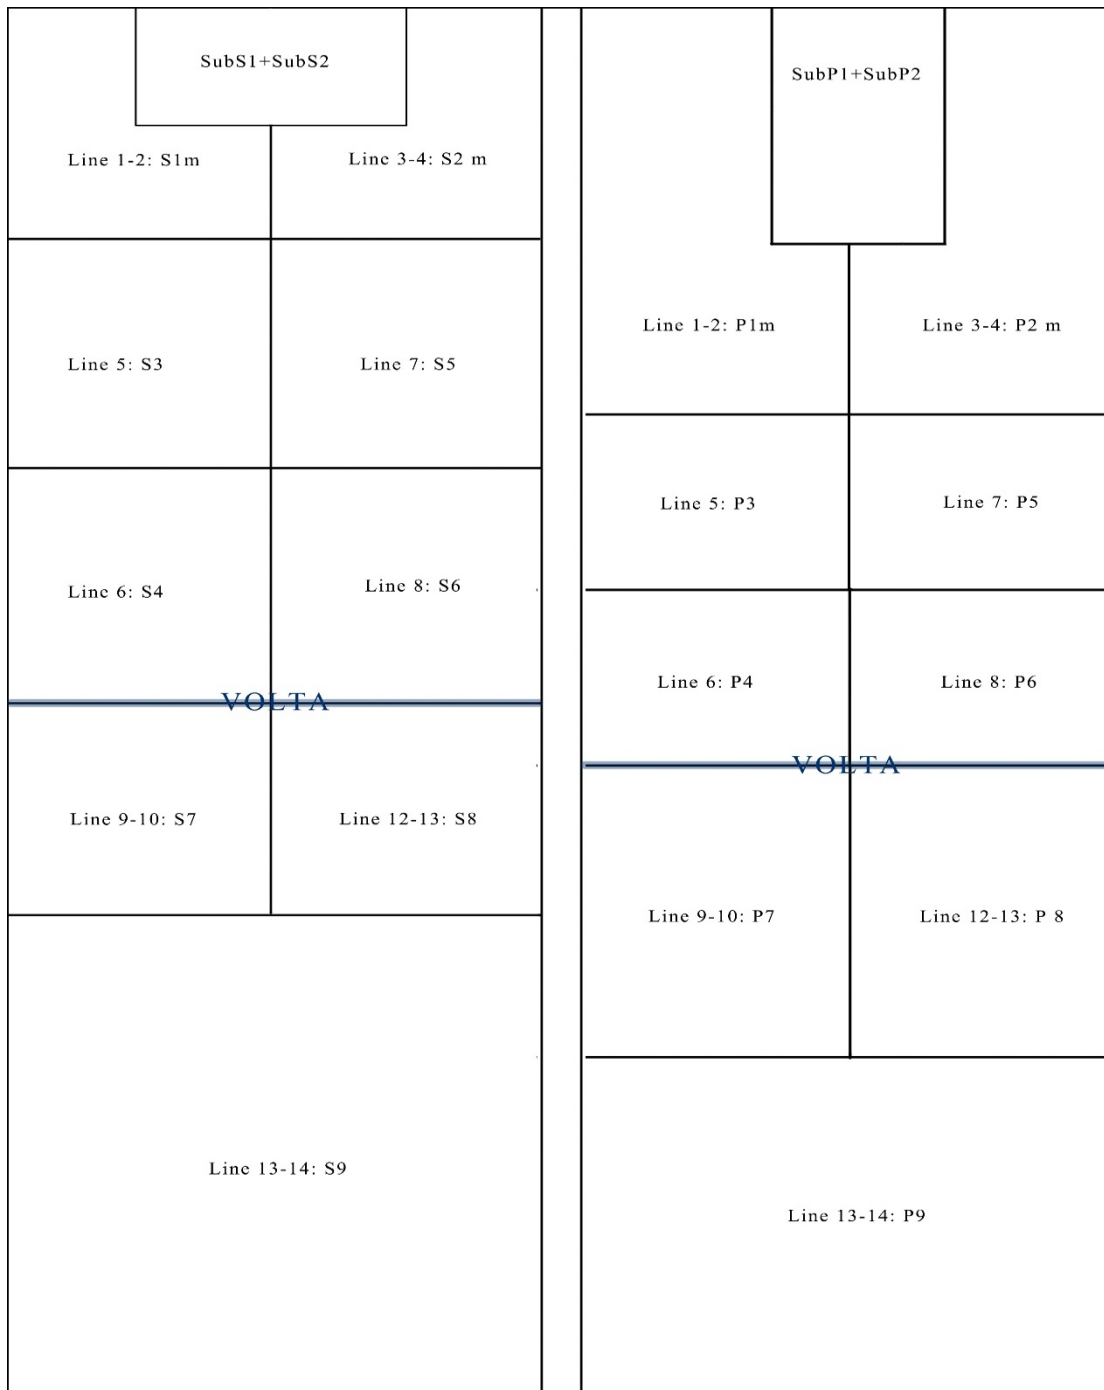 SubS1+SubS2
Line 1-2: S1m
Line 3-4: S2 m
Line 5: S3
Line 7: S5
Line 6: S4
Line 8: S6
VOLTA
Line 9-10: S7
Line 12-13: S8
Line 13-14: S9
SubP1+SubP2
Line 1-2: P1m
Line 3-4: P2 m
Line 5: P3
Line 7: P5
Line 6: P4
Line 8: P6
VOLTA
Line 9-10: P7
Line 12-13: P 8
Line 13-14: P9